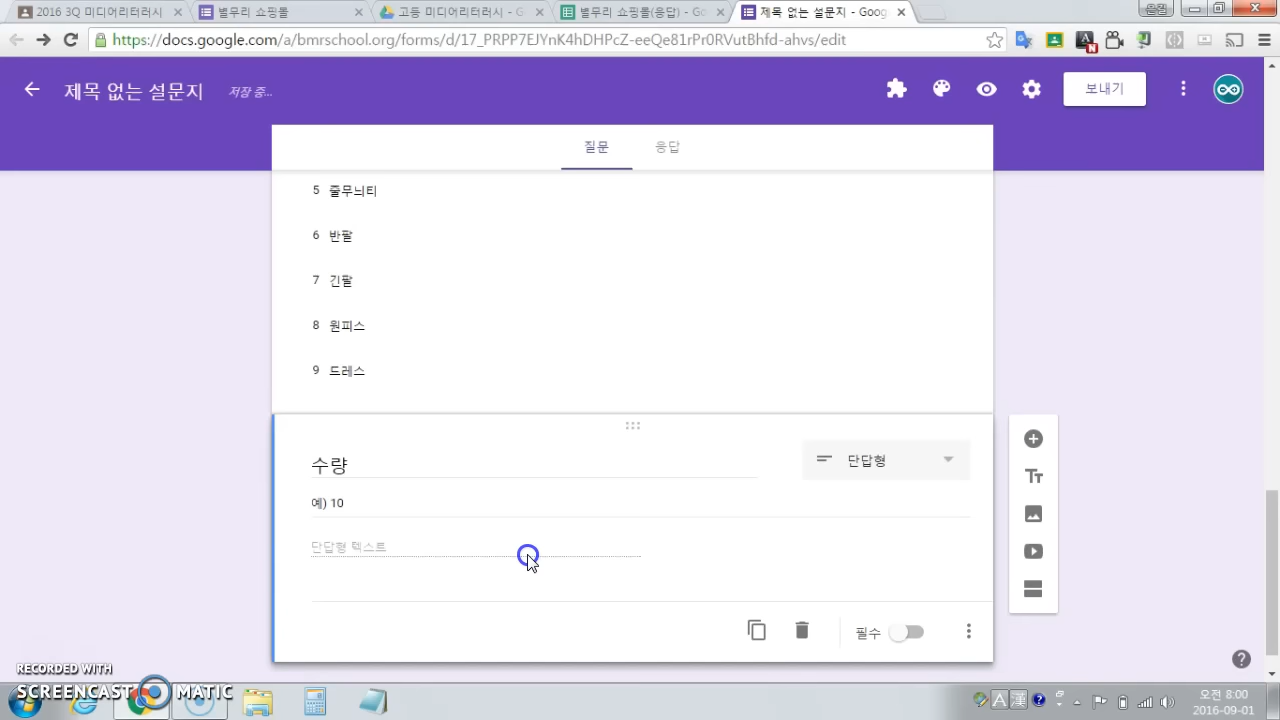 2016 3Q 미디어리터러시
별무리 쇼핑몰
고등 미디어리터러시 - G
별무리 쇼핑몰(응답) - Go
제목 없는 설문지 - Goog
https://docs.google.com/a/bmrschool.org/forms/d/17_PRPP7EJYnK4hDHPcZ-eeQe81rPr0RVutBhfd-ahvs/edit
제목 없는 설문지 저장 중...
보내기
질문 응답
5 줄무늬티
6 반팔
7 긴팔
8 원피스
9 드레스
수량
단답형
예) 10
단답형 텍스트
필수
RECORDED WITH
SCREENCAST MATIC
A 漢
오전 8:00
2016-09-01